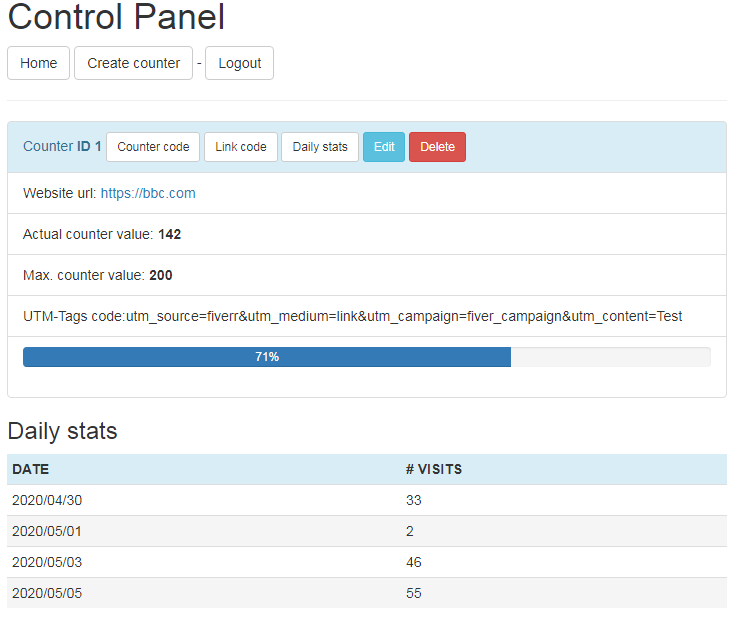 Control Panel
Home Create counter - Logout
Counter ID 1 Counter code Link code Daily stats Edit Delete
Website url: https://bbc.com
Actual counter value: 142
Max. counter value: 200
UTM-Tags code:utm_source=fiverr&utm_medium=link&utm_campaign=fiver_campaign&utm_content=Test
71%
Daily stats
DATE # VISITS
2020/04/30 33
2020/05/01 2
2020/05/03 46
2020/05/05 55